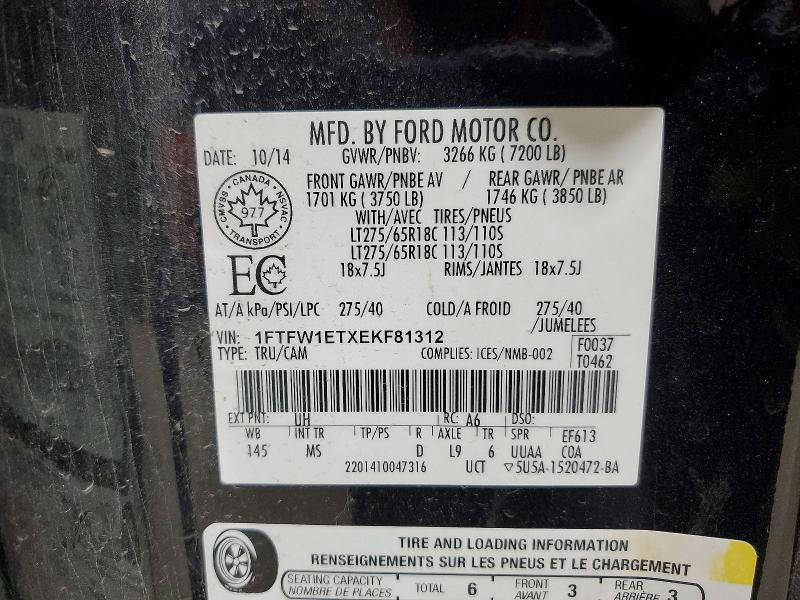 MFD. BY FORD MOTOR CO.
DATE: 10/14 GVWR/PNBV: 3266 KG ( 7200 LB)
FRONT GAWR/PNBE AV / REAR GAWR/ PNBE AR
1701 KG ( 3750 LB) 1746 KG ( 3850 LB)
WITH/AVEC TIRES/PNEUS
LT275/65R18C 113/110S
LT275/65R18C 113/110S
18x7.5J RIMS/JANTES 18x7.5J
CANADA
CMVSS 977 NSVAC
TRANSPORT
EC
AT/A kPa/PSI/LPC 275/40 COLD/A FROID 275/40
/JUMELEES
VIN: 1FTFW1ETXEKF81312
TYPE: TRU/CAM COMPLIES: ICES/NMB-002
F0037
T0462
EXT PNT: UH RC: A6 DSO:
WB INT TR TP/PS R AXLE TR SPR EF613
145 MS D L9 6 UUAA COA
2201410047316 UCT ▽5U5A-1520472-BA
TIRE AND LOADING INFORMATION
RENSEIGNEMENTS SUR LES PNEUS ET LE CHARGEMENT
SEATING CAPACITY TOTAL 6 FRONT 3 REAR 3
NOMBRE DE PLACES AVANT ARRIÈRE